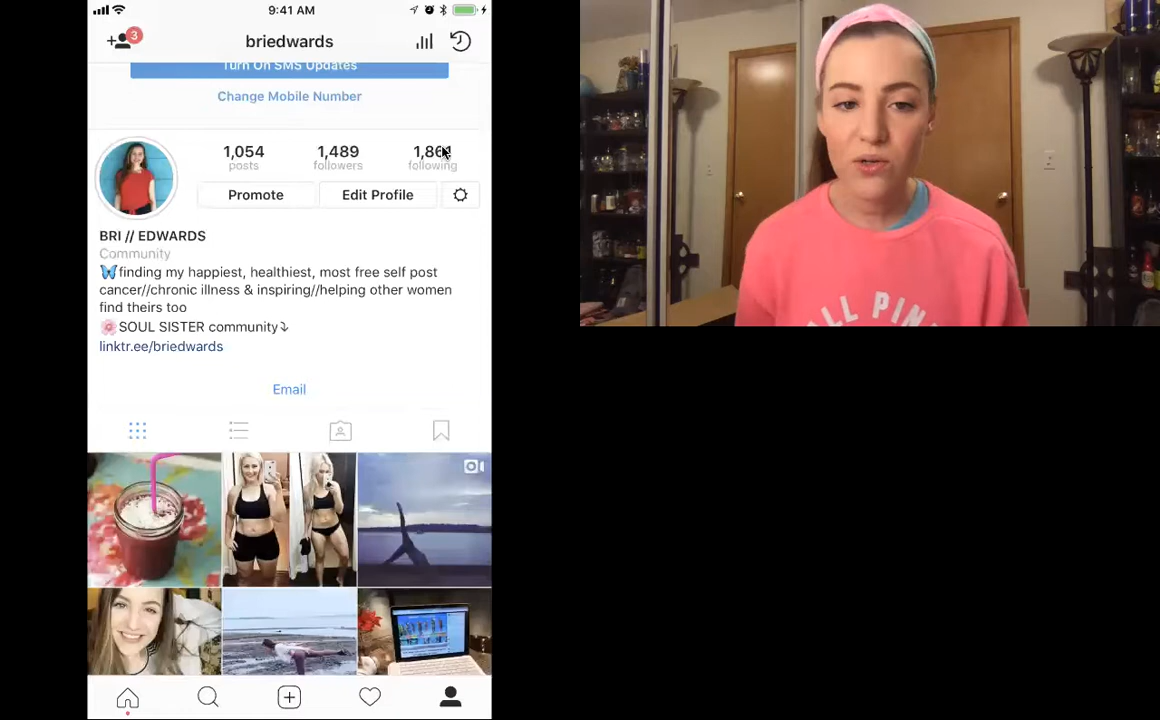 9:41 AM
3
briedwards
Turn On SMS Updates
Change Mobile Number
1,054
posts
1,489
followers
following
Promote
Edit Profile
BRI // EDWARDS
Community
🦋finding my happiest, healthiest, most free self post
cancer//chronic illness & inspiring//helping other women
find theirs too
🌸SOUL SISTER community⤵
linktr.ee/briedwards
Email